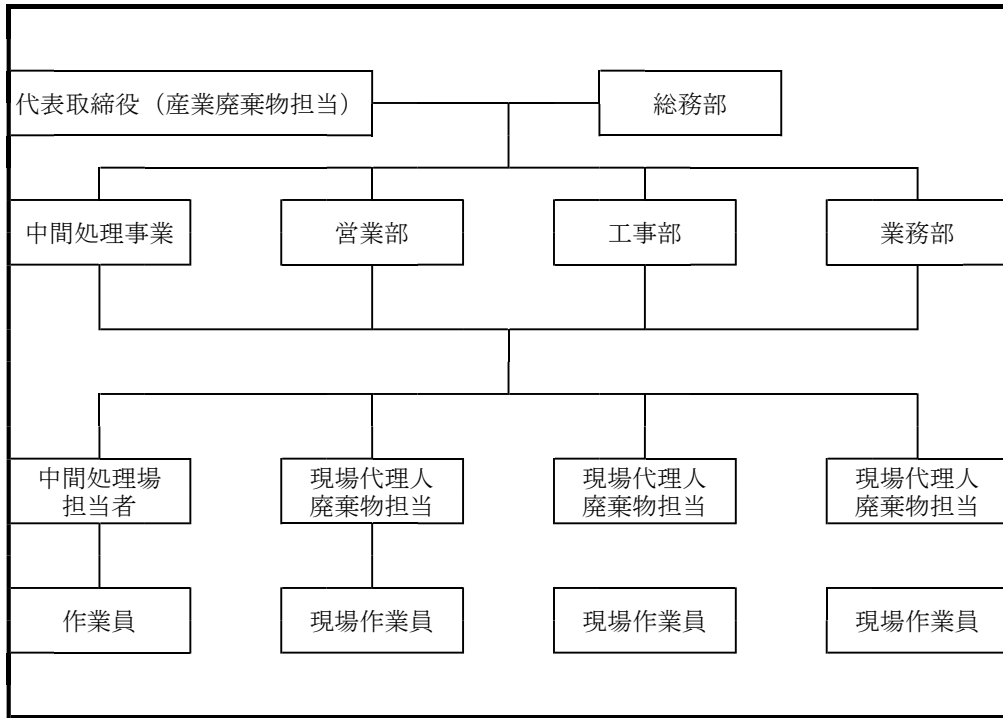 代表取締役（産業廃棄物担当）
総務部
中間処理事業
営業部
工事部
業務部
中間処理場
担当者
現場代理人
廃棄物担当
現場代理人
廃棄物担当
現場代理人
廃棄物担当
作業員
現場作業員
現場作業員
現場作業員